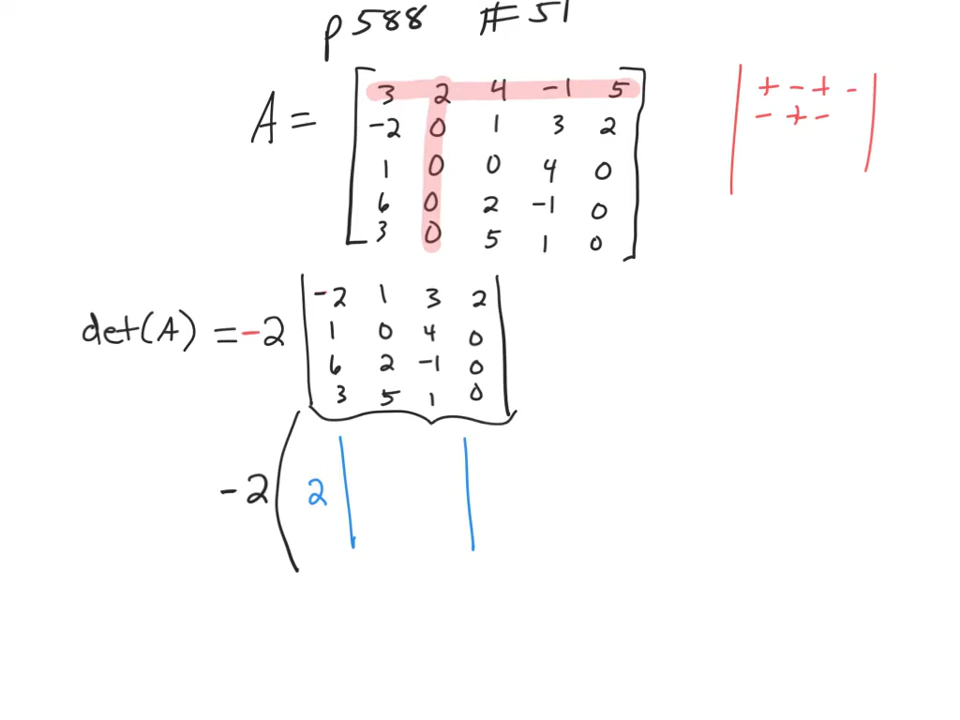 p588 #51
A = [3 2 4 -1 5
-2 0 1 3 2
1 0 0 4 0
6 0 2 -1 0
3 0 5 1 0]
| + - + - |
| - + - |
det(A) = -2 | -2 1 3 2
1 0 4 0
6 2 -1 0
3 5 1 0 |
-2 ( 2 | |